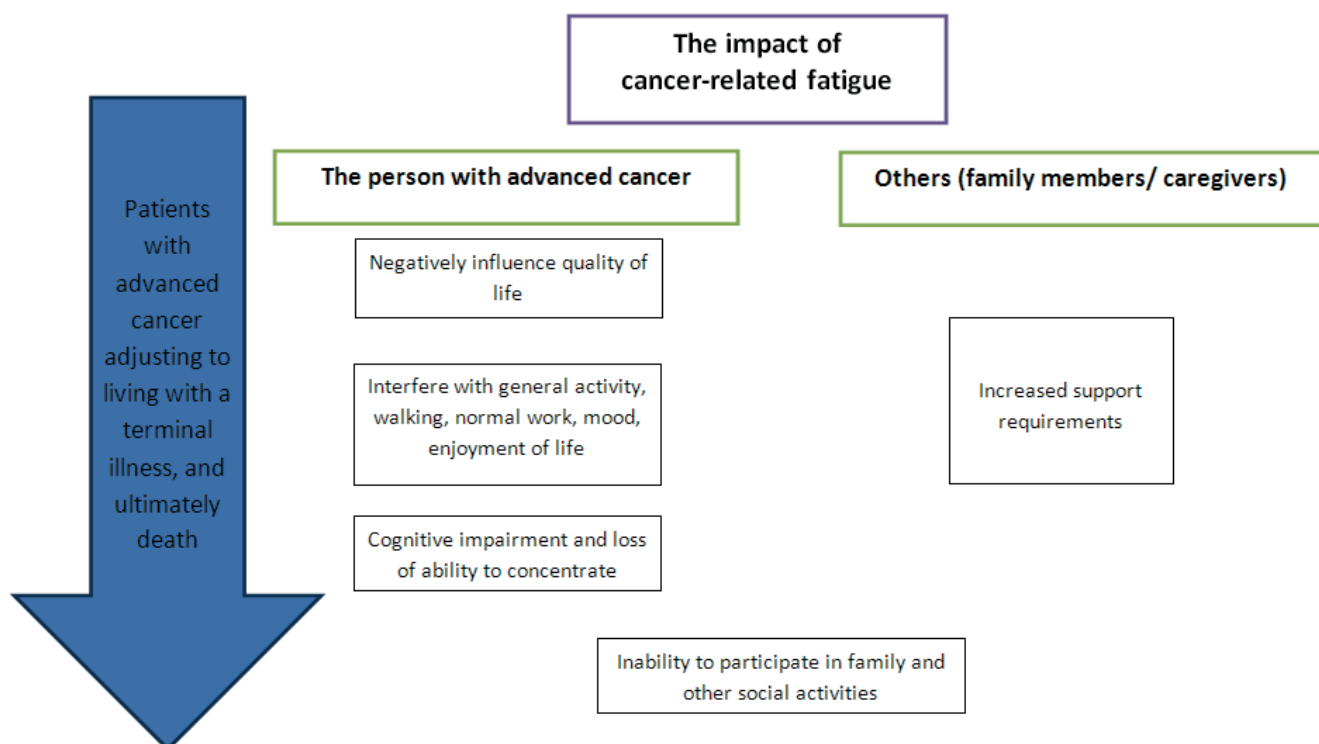 The impact of
cancer-related fatigue
Patients
with
advanced
cancer
adjusting to
living with a
terminal
illness, and
ultimately
death
The person with advanced cancer
Negatively influence quality of
life
Interfere with general activity,
walking, normal work, mood,
enjoyment of life
Cognitive impairment and loss
of ability to concentrate
Others (family members/ caregivers)
Increased support
requirements
Inability to participate in family and
other social activities